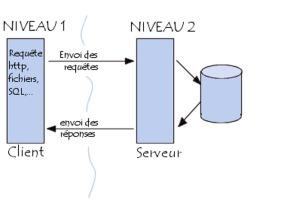 NIVEAU 1
NIVEAU 2
Requête
http,
fichiers,
SQL,...
Envoi des
requêtes
envoi des
réponses
Client
Serveur